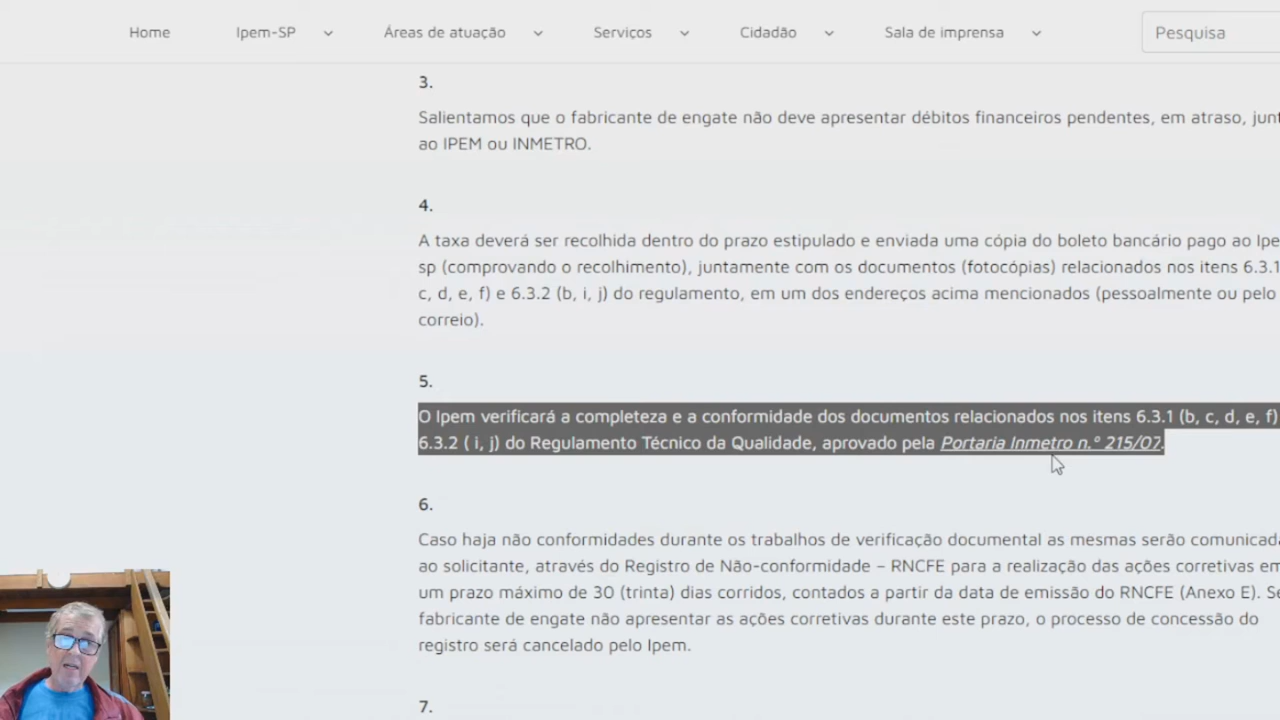 Home Ipem-SP Áreas de atuação Serviços Cidadão Sala de imprensa Pesquisa
3.
Salientamos que o fabricante de engate não deve apresentar débitos financeiros pendentes, em atraso,
ao IPEM ou INMETRO.
4.
A taxa deverá ser recolhida dentro do prazo estipulado e enviada uma cópia do boleto bancário pago ao
sp (comprovando o recolhimento), juntamente com os documentos (fotocópias) relacionados nos itens 6.3.1
c, d, e, f) e 6.3.2 (b, i, j) do regulamento, em um dos endereços acima mencionados (pessoalmente ou pelo
correio).
5.
O Ipem verificará a completeza e a conformidade dos documentos relacionados nos itens 6.3.1 (b, c, d, e, f)
6.3.2 ( i, j) do Regulamento Técnico da Qualidade, aprovado pela Portaria Inmetro n.° 215/07.
6.
Caso haja não conformidades durante os trabalhos de verificação documental as mesmas serão
ao solicitante, através do Registro de Não-conformidade – RNCFE para a realização das ações corretivas em
um prazo máximo de 30 (trinta) dias corridos, contados a partir da data de emissão do RNCFE (Anexo E). Se
fabricante de engate não apresentar as ações corretivas durante este prazo, o processo de concessão do
registro será cancelado pelo Ipem.
7.